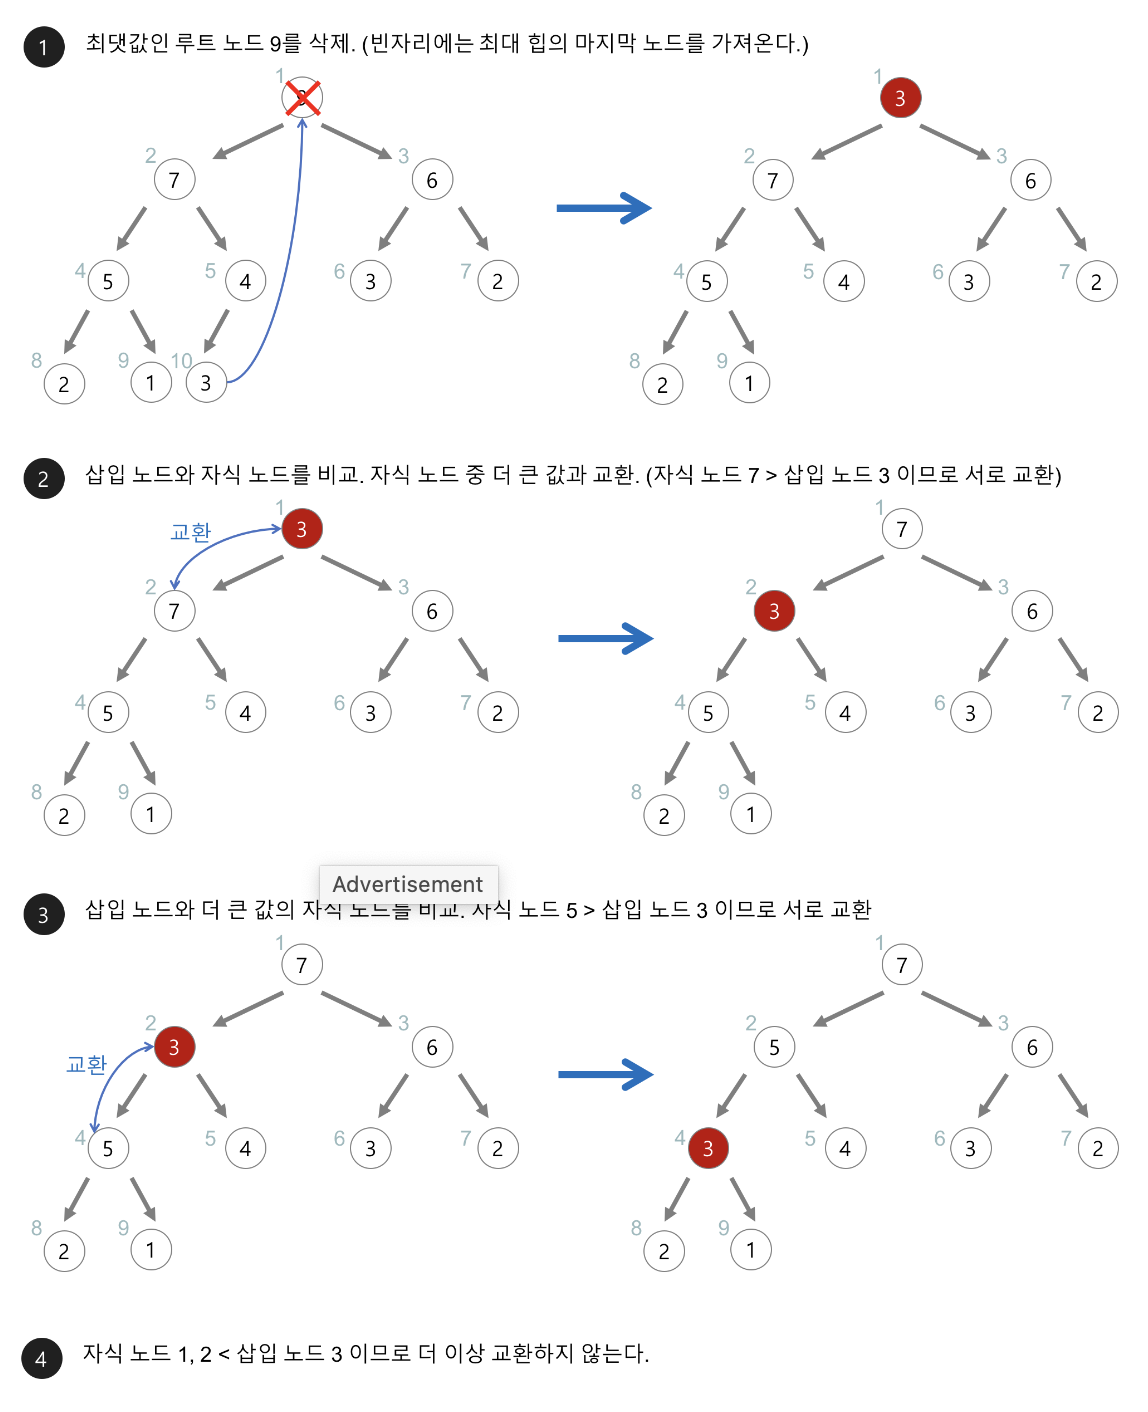 1 최댓값인 루트 노드 9를 삭제. (빈자리에는 최대 힙의 마지막 노드를 가져온다.)
1 1
9 3
2 3 2 3
7 6 7 6
4 5 6 7 4 5 6 7
5 4 3 2 5 4 3 2
8 9 10 8 9
2 1 3 2 1
2 삽입 노드와 자식 노드를 비교. 자식 노드 중 더 큰 값과 교환. (자식 노드 7 > 삽입 노드 3 이므로 서로 교환)
1 1
교환 3 7
2 3 2 3
7 6 3 6
4 5 6 7 4 5 6 7
5 4 3 2 5 4 3 2
8 9 8 9
2 1 2 1
Advertisement
3 삽입 노드와 더 큰 값의 자식 노드를 비교. 자식 노드 5 > 삽입 노드 3 이므로 서로 교환
1 1
7 7
2 3 2 3
교환 3 6 5 6
4 5 6 7 4 5 6 7
5 4 3 2 3 4 3 2
8 9 8 9
2 1 2 1
4 자식 노드 1, 2 < 삽입 노드 3 이므로 더 이상 교환하지 않는다.